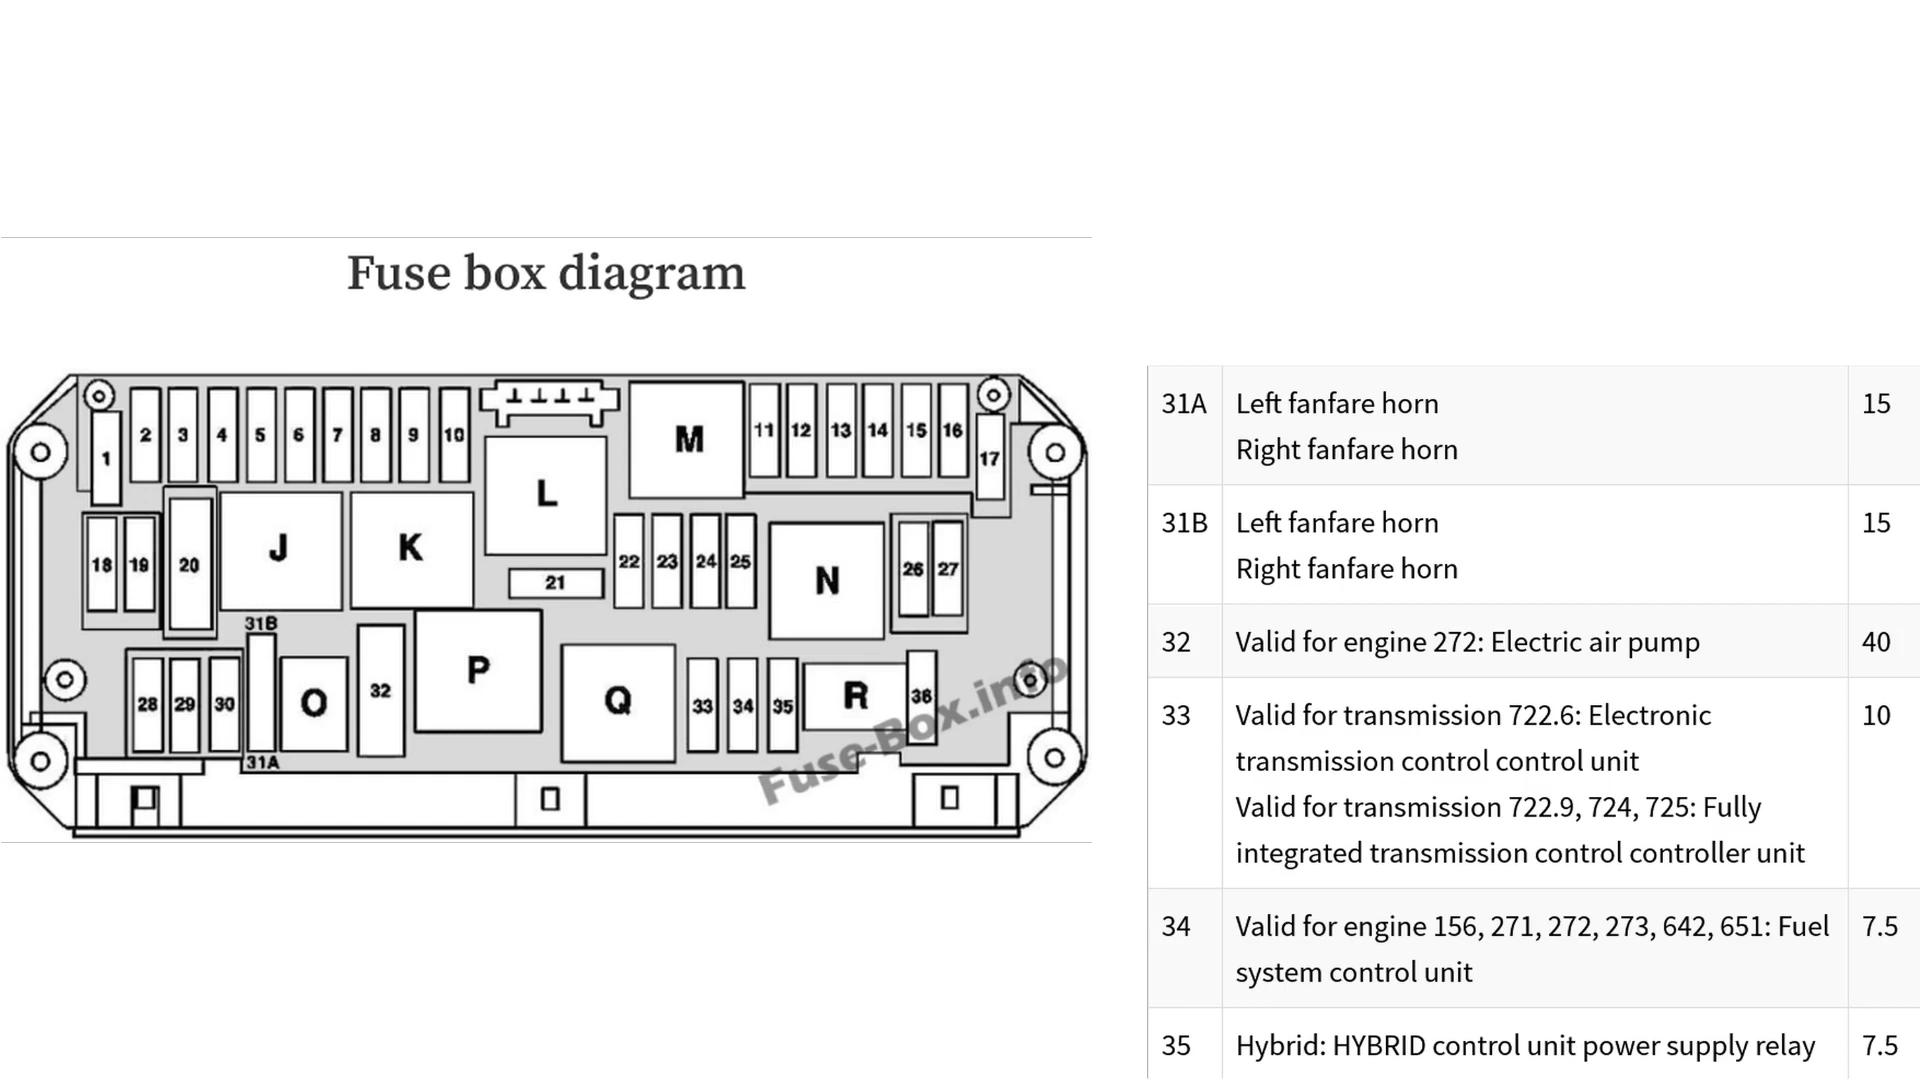 Fuse box diagram
1
2
3
4
5
6
7
8
9
10
L
M
11
12
13
14
15
16
17
18
19
20
J
K
21
22
23
24
25
N
26
27
28
29
30
31B
31A
O
32
P
Q
33
34
35
R
36
Fuse-Box.info
31A Left fanfare horn 15
Right fanfare horn
31B Left fanfare horn 15
Right fanfare horn
32 Valid for engine 272: Electric air pump 40
33 Valid for transmission 722.6: Electronic 10
transmission control control unit
Valid for transmission 722.9, 724, 725: Fully
integrated transmission control controller unit
34 Valid for engine 156, 271, 272, 273, 642, 651: Fuel 7.5
system control unit
35 Hybrid: HYBRID control unit power supply relay 7.5